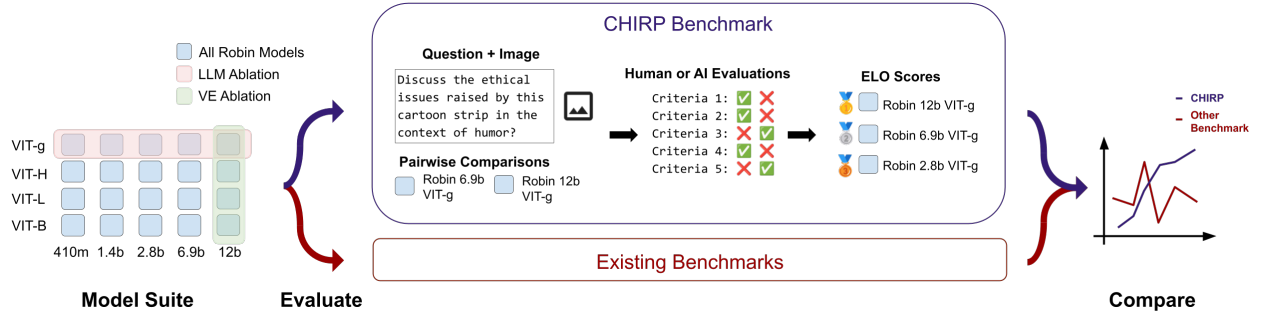 All Robin Models
LLM Ablation
VE Ablation
VIT-g
VIT-H
VIT-L
VIT-B
410m 1.4b 2.8b 6.9b 12b
Model Suite
Evaluate
CHIRP Benchmark
Question + Image
Discuss the ethical
issues raised by this
cartoon strip in the
context of humor?
Pairwise Comparisons
Robin 6.9b
VIT-g
Robin 12b
VIT-g
Human or AI Evaluations
Criteria 1: ✅ ❌
Criteria 2: ✅ ❌
Criteria 3: ❌ ✅
Criteria 4: ✅ ❌
Criteria 5: ❌ ✅
ELO Scores
Robin 12b VIT-g
Robin 6.9b VIT-g
Robin 2.8b VIT-g
Existing Benchmarks
CHIRP
Other
Benchmark
Compare